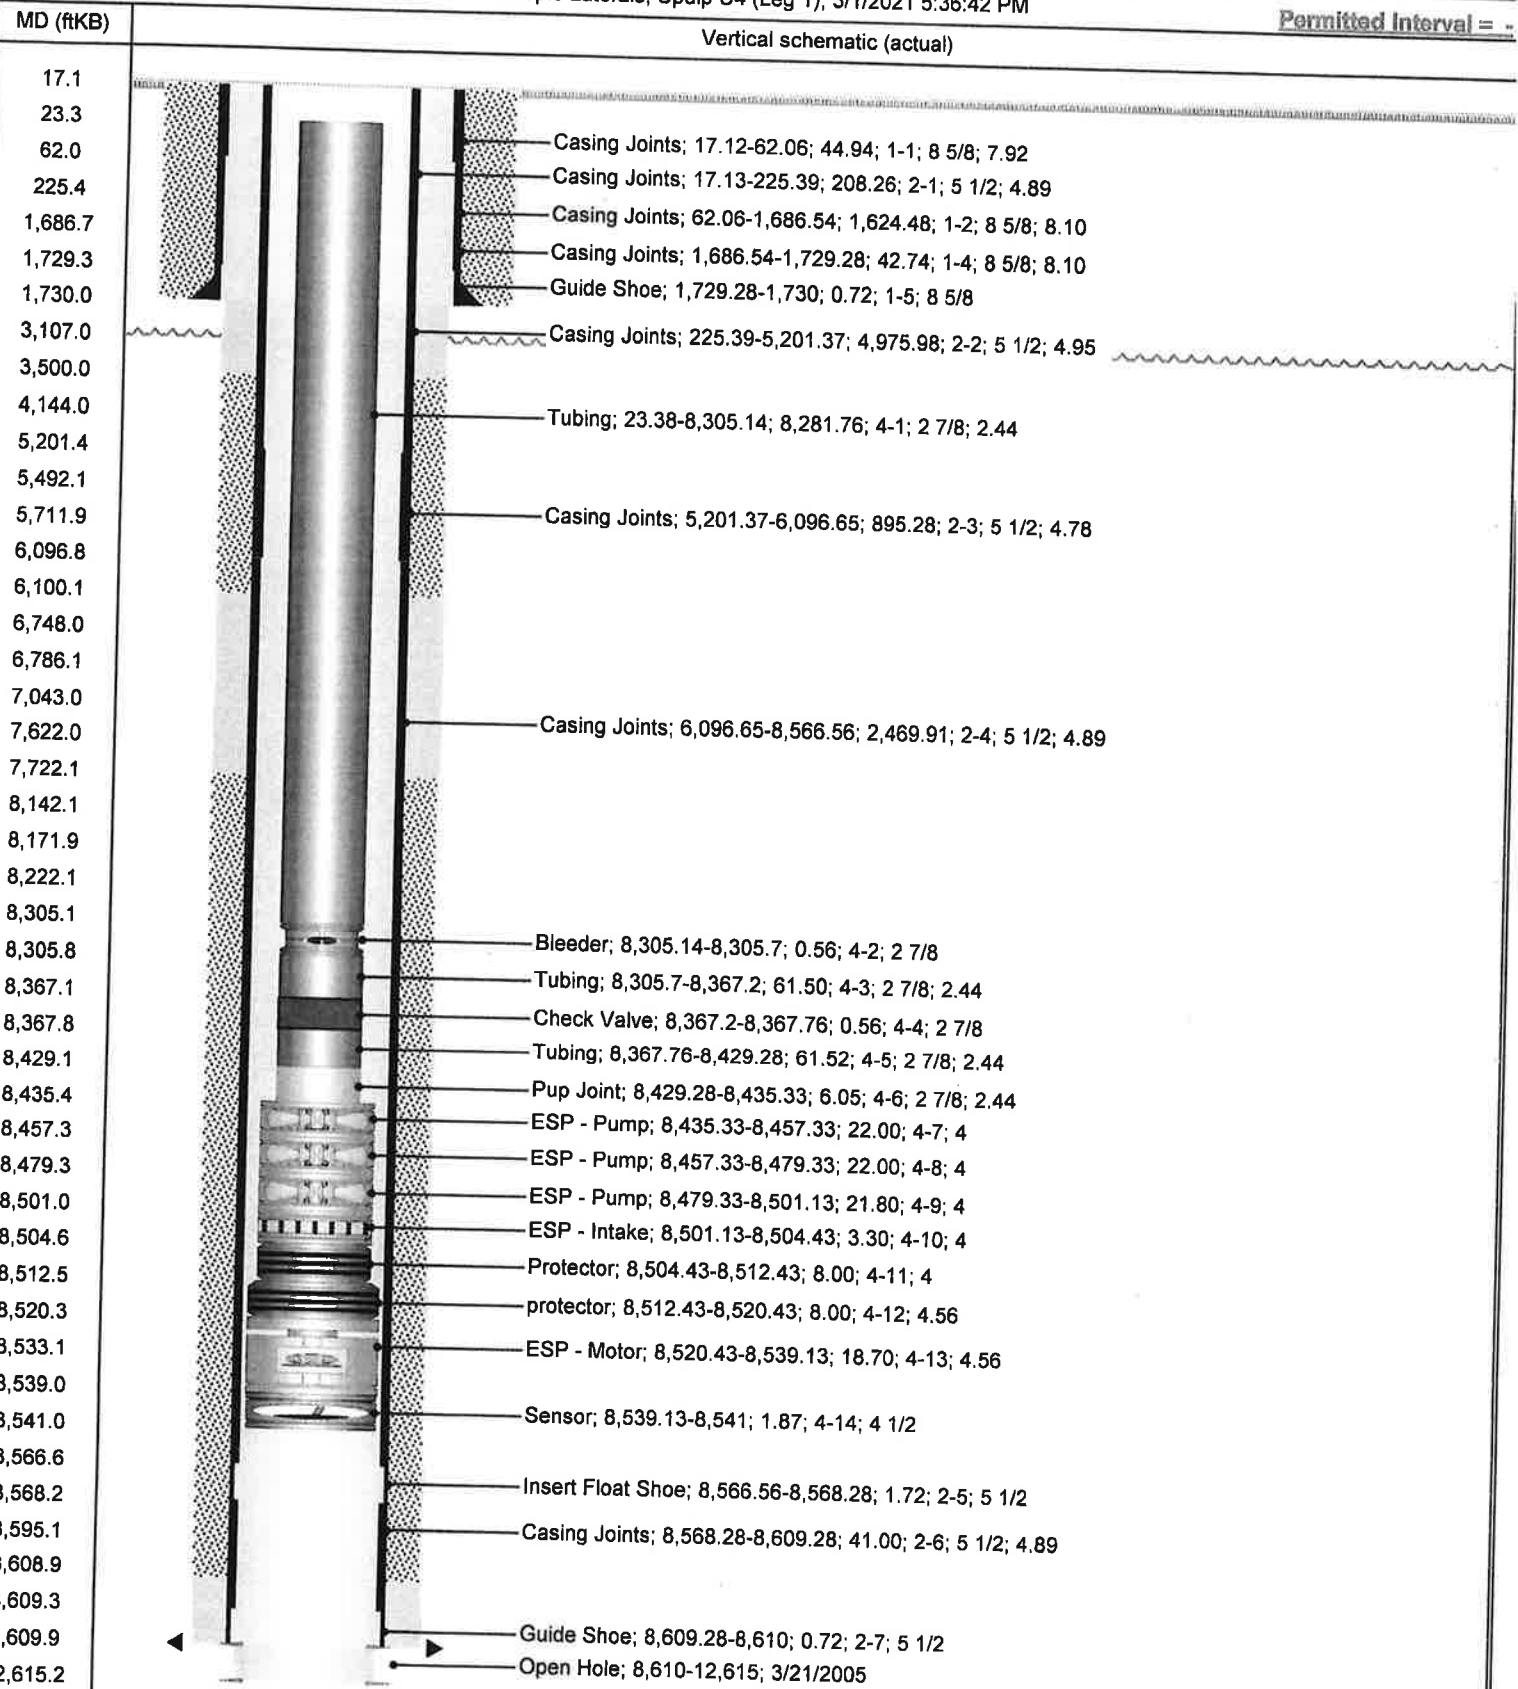 5:36:42 PM
MD (ftKB)
Vertical schematic (actual)
Permitted Interval = -
17.1
23.3
62.0
225.4
1,686.7
1,729.3
1,730.0
3,107.0
3,500.0
4,144.0
5,201.4
5,492.1
5,711.9
6,096.8
6,100.1
6,748.0
6,786.1
7,043.0
7,622.0
7,722.1
8,142.1
8,171.9
8,222.1
8,305.1
8,305.8
8,367.1
8,367.8
8,429.1
8,435.4
8,457.3
8,479.3
8,501.0
8,504.6
8,512.5
8,520.3
8,533.1
8,539.0
8,541.0
8,566.6
8,568.2
8,595.1
,608.9
,609.3
,609.9
2,615.2
Casing Joints; 17.12-62.06; 44.94; 1-1; 8 5/8; 7.92
Casing Joints; 17.13-225.39; 208.26; 2-1; 5 1/2; 4.89
Casing Joints; 62.06-1,686.54; 1,624.48; 1-2; 8 5/8; 8.10
Casing Joints; 1,686.54-1,729.28; 42.74; 1-4; 8 5/8; 8.10
Guide Shoe; 1,729.28-1,730; 0.72; 1-5; 8 5/8
Casing Joints; 225.39-5,201.37; 4,975.98; 2-2; 5 1/2; 4.95
Tubing; 23.38-8,305.14; 8,281.76; 4-1; 2 7/8; 2.44
Casing Joints; 5,201.37-6,096.65; 895.28; 2-3; 5 1/2; 4.78
Casing Joints; 6,096.65-8,566.56; 2,469.91; 2-4; 5 1/2; 4.89
Bleeder; 8,305.14-8,305.7; 0.56; 4-2; 2 7/8
Tubing; 8,305.7-8,367.2; 61.50; 4-3; 2 7/8; 2.44
Check Valve; 8,367.2-8,367.76; 0.56; 4-4; 2 7/8
Tubing; 8,367.76-8,429.28; 61.52; 4-5; 2 7/8; 2.44
Pup Joint; 8,429.28-8,435.33; 6.05; 4-6; 2 7/8; 2.44
ESP - Pump; 8,435.33-8,457.33; 22.00; 4-7; 4
ESP - Pump; 8,457.33-8,479.33; 22.00; 4-8; 4
ESP - Pump; 8,479.33-8,501.13; 21.80; 4-9; 4
ESP - Intake; 8,501.13-8,504.43; 3.30; 4-10; 4
Protector; 8,504.43-8,512.43; 8.00; 4-11; 4
protector; 8,512.43-8,520.43; 8.00; 4-12; 4.56
ESP - Motor; 8,520.43-8,539.13; 18.70; 4-13; 4.56
Sensor; 8,539.13-8,541; 1.87; 4-14; 4 1/2
Insert Float Shoe; 8,566.56-8,568.28; 1.72; 2-5; 5 1/2
Casing Joints; 8,568.28-8,609.28; 41.00; 2-6; 5 1/2; 4.89
Guide Shoe; 8,609.28-8,610; 0.72; 2-7; 5 1/2
Open Hole; 8,610-12,615; 3/21/2005